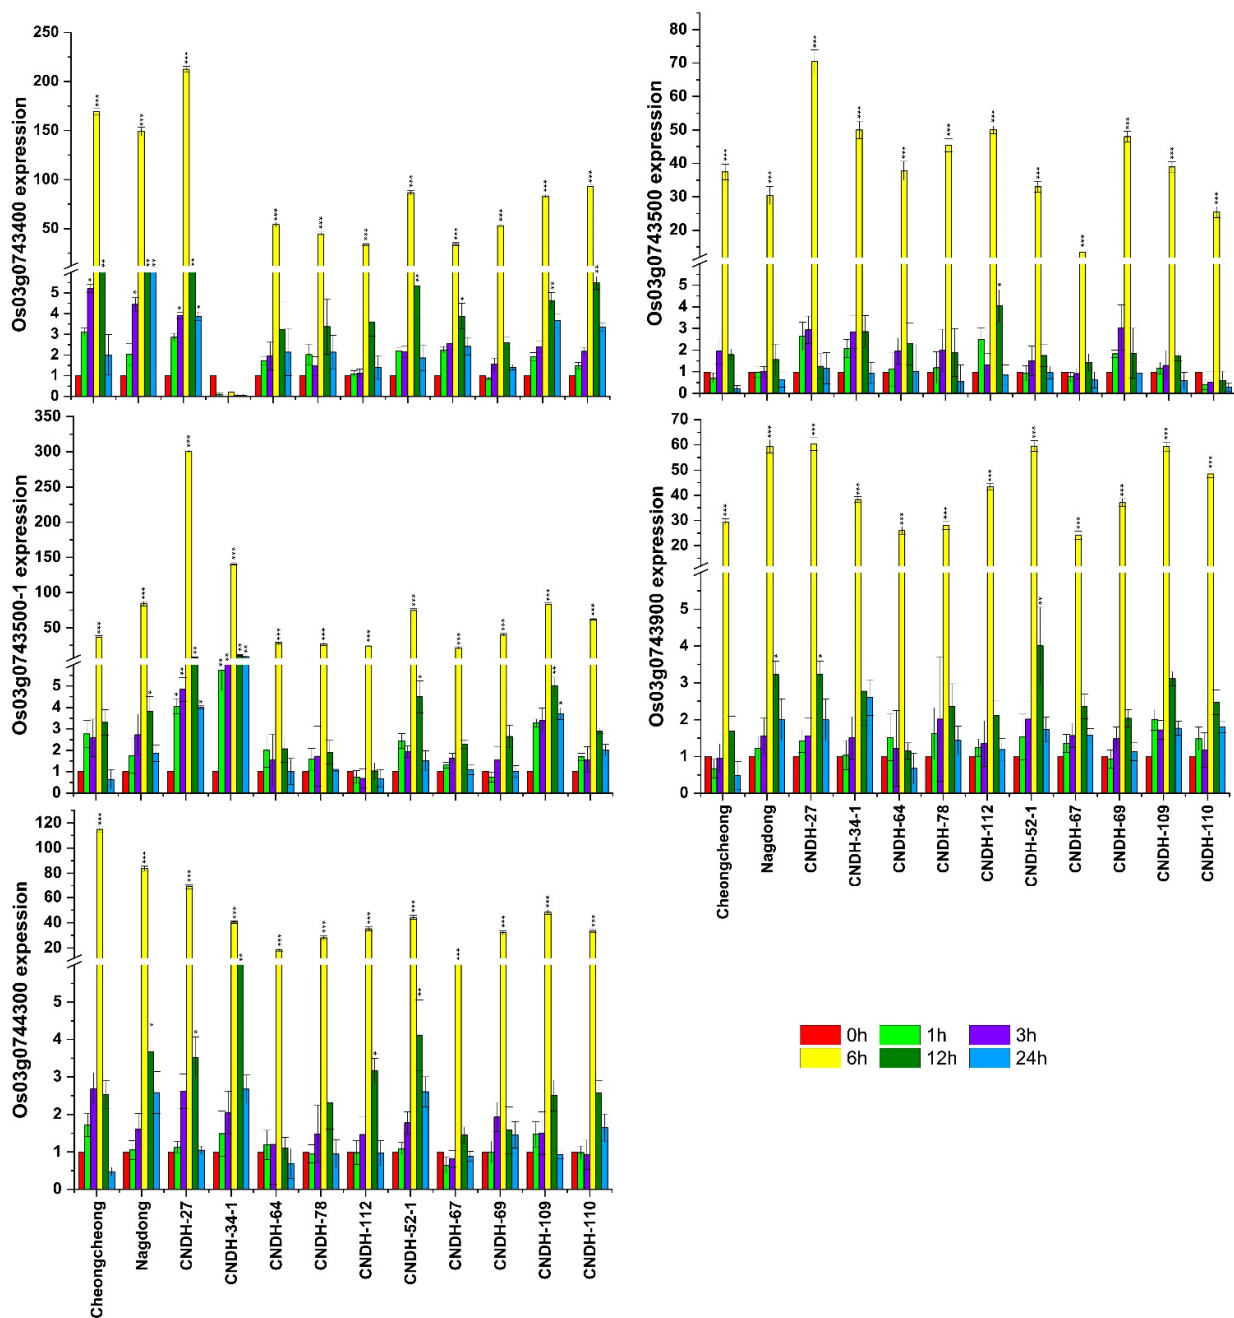 Os03g0743400 expression
250
200
150
100
50
5
4
3
2
1
0
*** *** *** *** *** *** *** *** *** *** ***
* ** * ** ** * ** * ** * ** **
Os03g0743500 expression
80
70
60
50
40
30
20
5
4
3
2
1
0
*** *** *** *** *** *** *** *** *** *** *** ***
*
Os03g0743500-1 expression
350
300
250
200
150
100
50
5
4
3
2
1
0
*** *** *** *** *** *** *** *** *** *** *** ***
* * ** ** * ** ** ** ** * ** *
Os03g0743900 expression
70
60
50
40
30
20
5
4
3
2
1
0
*** *** *** *** *** *** *** *** *** *** *** ***
* * **
Cheongcheong
Nagdong
CNDH-27
CNDH-34-1
CNDH-64
CNDH-78
CNDH-112
CNDH-52-1
CNDH-67
CNDH-69
CNDH-109
CNDH-110
Os03g0744300 expession
120
100
80
60
40
20
5
4
3
2
1
0
*** *** *** *** *** *** *** *** *** *** *** ***
* * ** * **
Cheongcheong
Nagdong
CNDH-27
CNDH-34-1
CNDH-64
CNDH-78
CNDH-112
CNDH-52-1
CNDH-67
CNDH-69
CNDH-109
CNDH-110
0h 1h 3h
6h 12h 24h